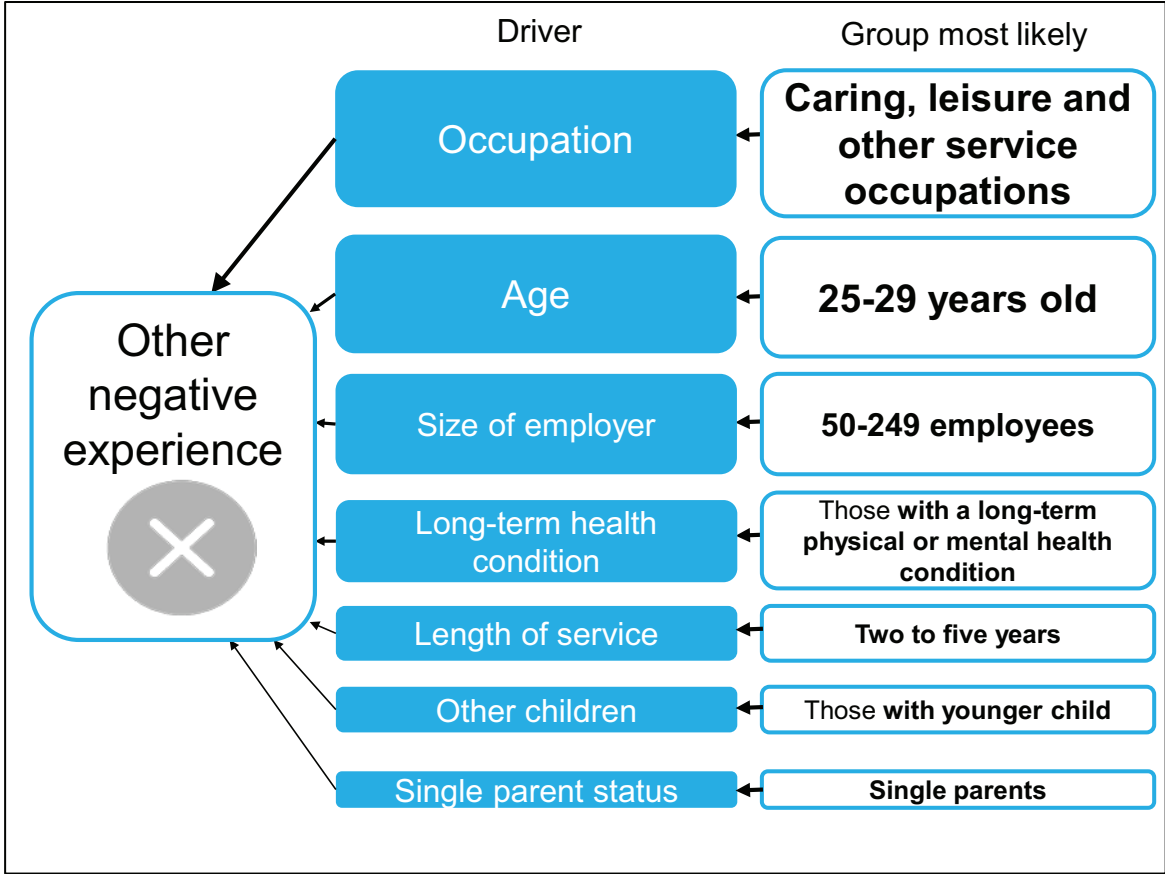 Driver
Group most likely
Occupation
Caring, leisure and
other service
occupations
Age
25-29 years old
Other
negative
experience
Size of employer
50-249 employees
Long-term health
condition
Those with a long-term
physical or mental health
condition
Length of service
Two to five years
Other children
Those with younger child
Single parent status
Single parents